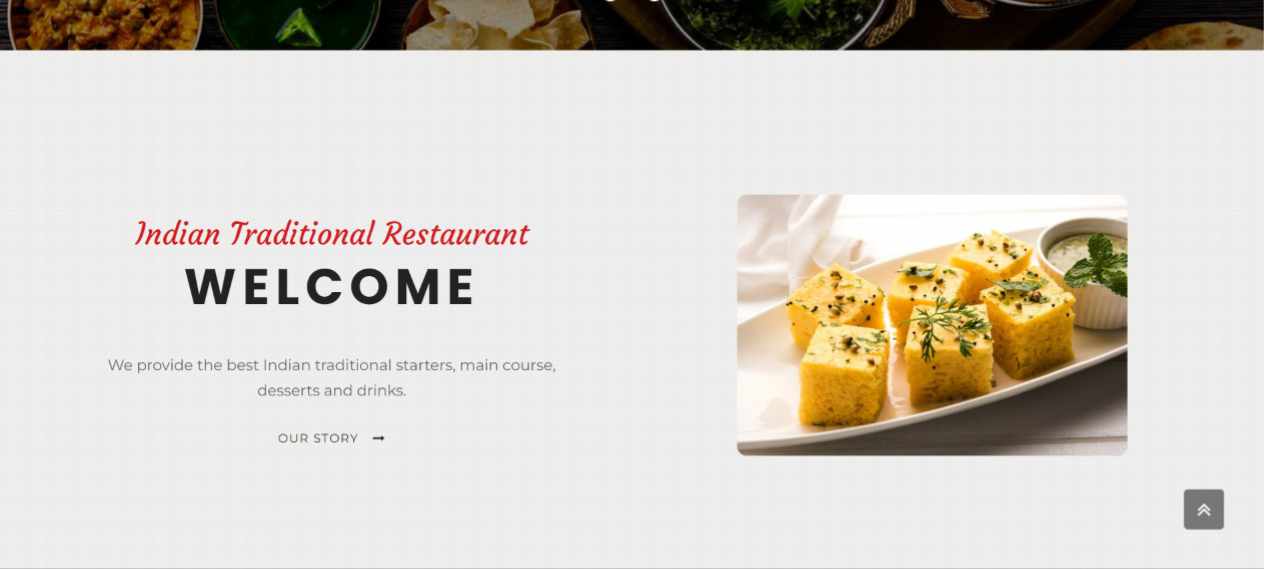 Indian Traditional Restaurant
WELCOME
We provide the best Indian traditional starters, main course,
desserts and drinks.
OUR STORY